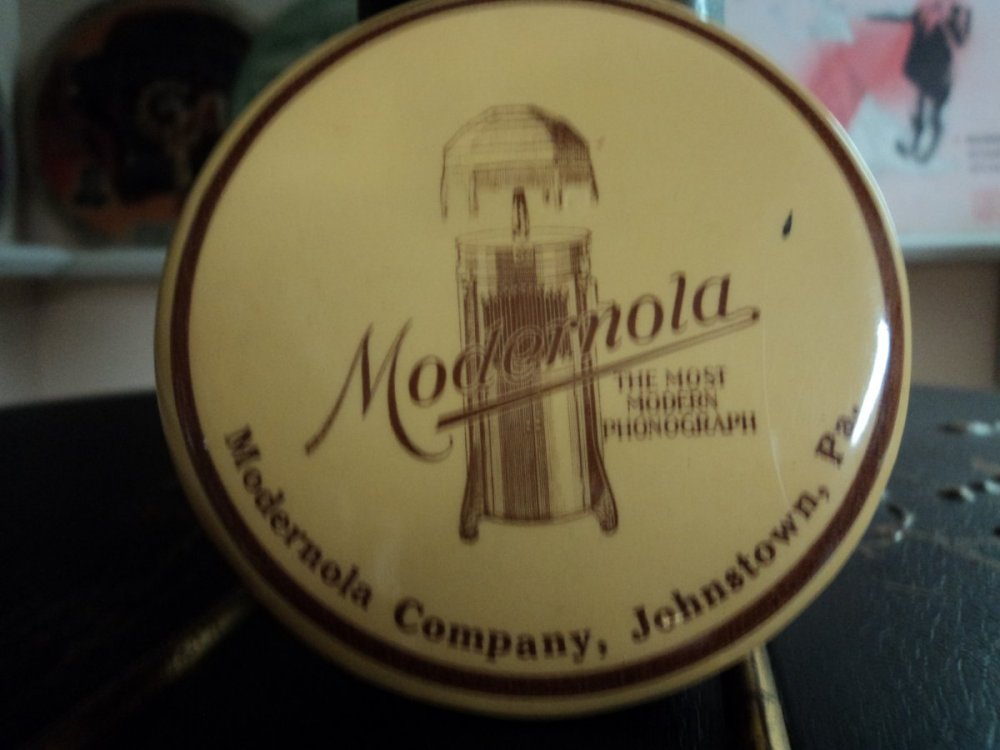 Modernola
THE MOST
MODERN
PHONOGRAPH
Modernola Company, Johnstown, Pa.